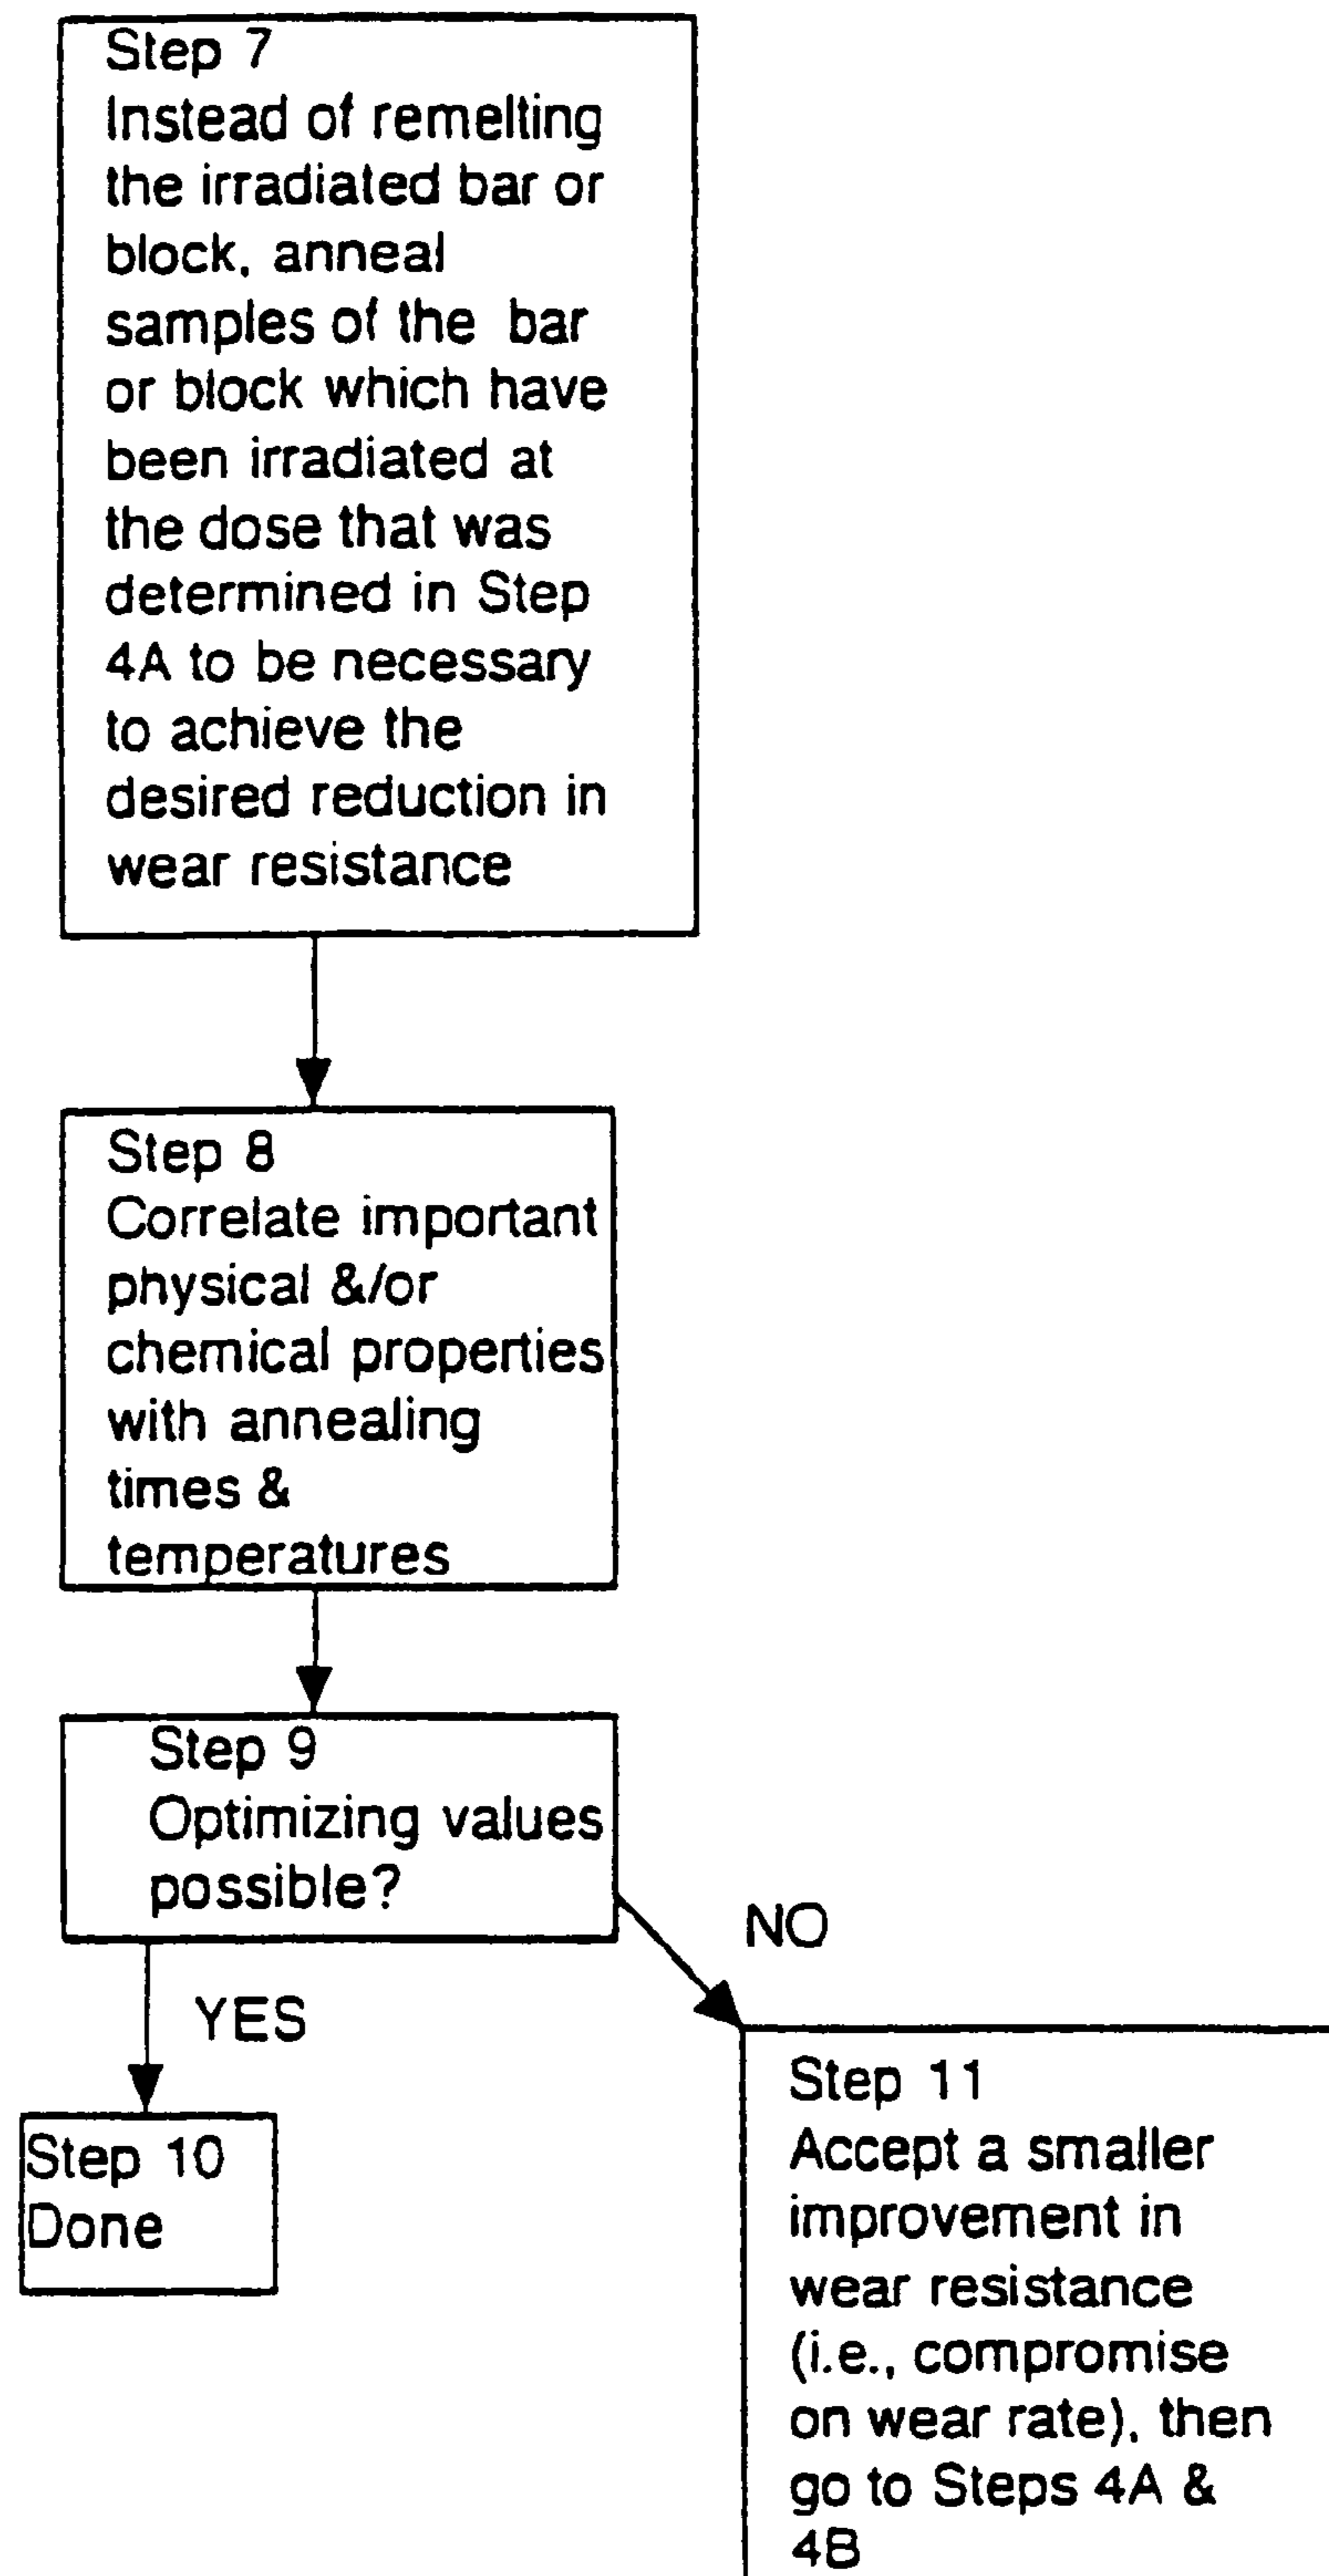 Step 7
Instead of remelting
the irradiated bar or
block, anneal
samples of the bar
or block which have
been irradiated at
the dose that was
determined in Step
4A to be necessary
to achieve the
desired reduction in
wear resistance
Step 8
Correlate important
physical &/or
chemical properties
with annealing
times &
temperatures
Step 9
Optimizing values
possible?
NO
YES
Step 10
Done
Step 11
Accept a smaller
improvement in
wear resistance
(i.e., compromise
on wear rate), then
go to Steps 4A &
4B